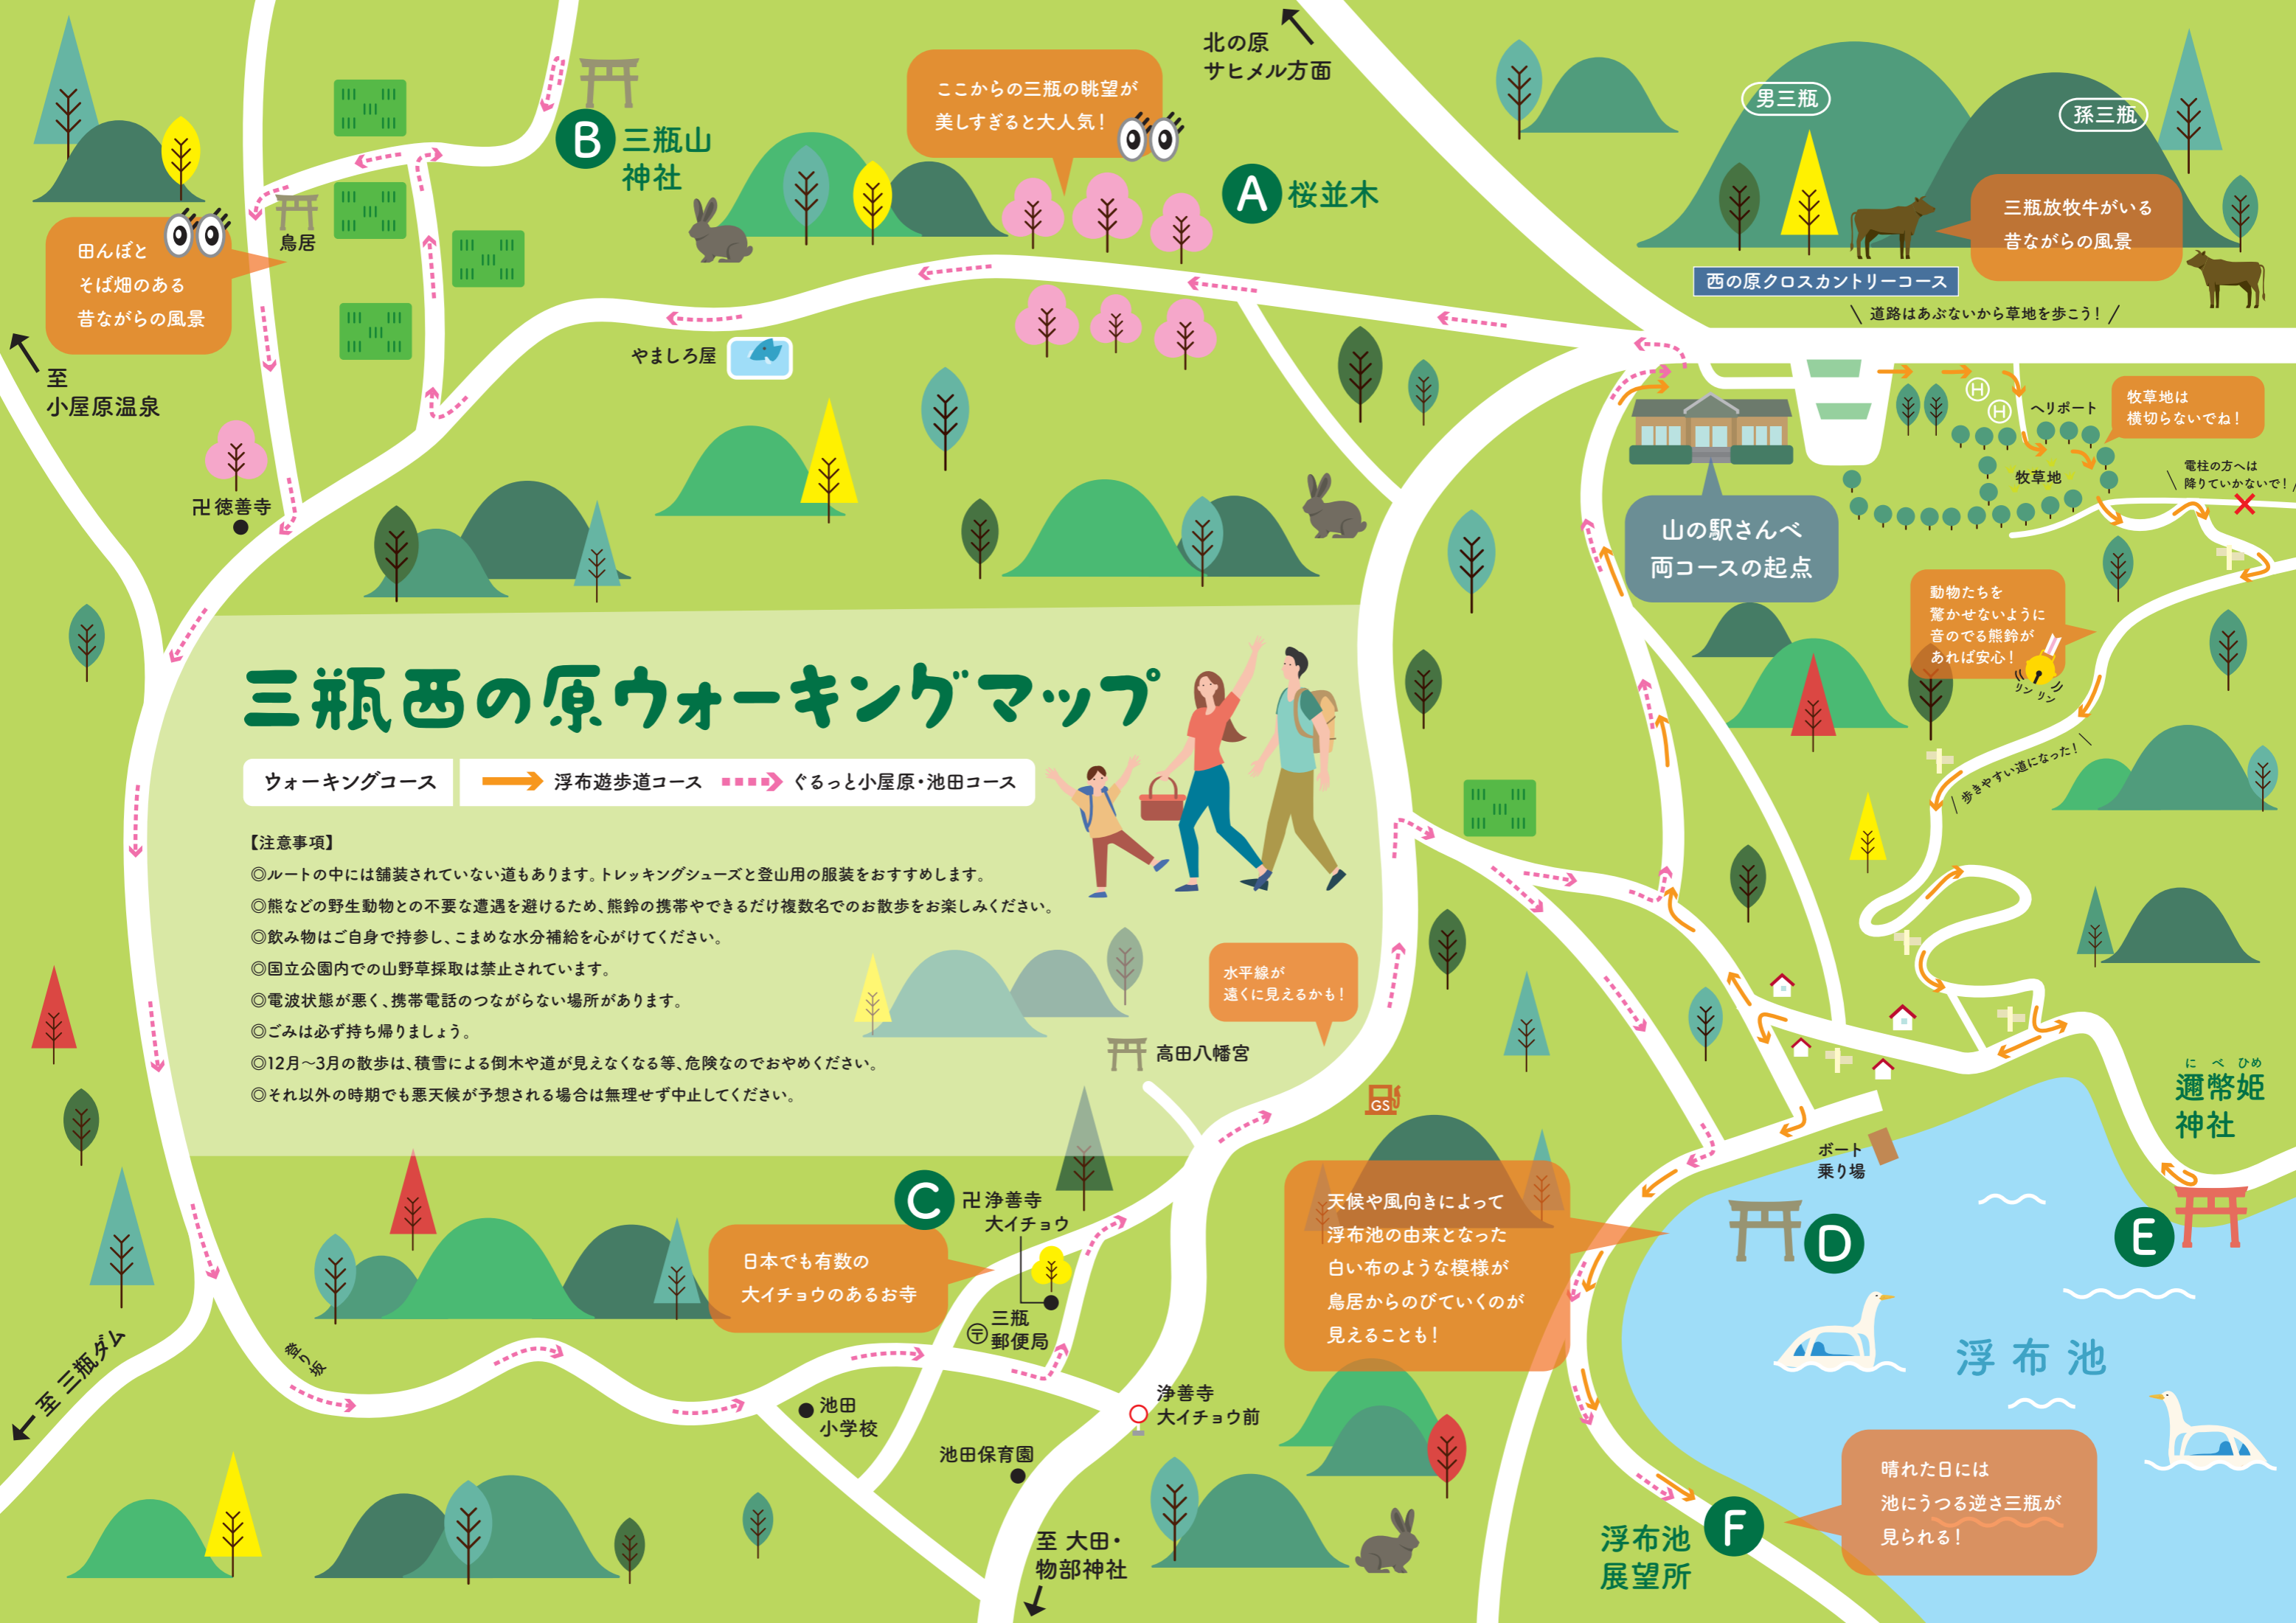 北の原
サヒメル方面
B
三瓶山
神社
ここからの三瓶の眺望が
美しすぎると大人気！
A
桜並木
男三瓶
孫三瓶
三瓶放牧牛がいる
昔ながらの風景
西の原クロスカントリーコース
道路はあぶないから草地を歩こう！
鳥居
田んぼと
そば畑のある
昔ながらの風景
至
小屋原温泉
やましろ屋
卍徳善寺
H
H
ヘリポート
牧草地は
横切らないでね！
牧草地
電柱の方へは
降りていかないで！
山の駅さんべ
両コースの起点
動物たちを
驚かせないように
音のでる熊鈴が
あれば安心！
リン リン
歩きやすい道になった！
三瓶西の原ウォーキングマップ
ウォーキングコース
浮布遊歩道コース
ぐるっと小屋原・池田コース
【注意事項】
◎ルートの中には舗装されていない道もあります。トレッキングシューズと登山用の服装をおすすめします。
◎熊などの野生動物との不要な遭遇を避けるため、熊鈴の携帯やできるだけ複数名でのお散歩をお楽しみください。
◎飲み物はご自身で持参し、こまめな水分補給を心がけてください。
◎国立公園内での山野草採取は禁止されています。
◎電波状態が悪く、携帯電話のつながらない場所があります。
◎ごみは必ず持ち帰りましょう。
◎12月〜3月の散歩は、積雪による倒木や道が見えなくなる等、危険なのでおやめください。
◎それ以外の時期でも悪天候が予想される場合は無理せず中止してください。
水平線が
遠くに見えるかも！
高田八幡宮
GS
にべひめ
邇幣姫
神社
ボート
乗り場
C
卍浄善寺
大イチョウ
日本でも有数の
大イチョウのあるお寺
〒
三瓶
郵便局
天候や風向きによって
浮布池の由来となった
白い布のような模様が
鳥居からのびていくのが
見えることも！
D
E
浮布池
至 三瓶ダム
登り坂
池田
小学校
浄善寺
大イチョウ前
池田保育園
至 大田・
物部神社
晴れた日には
池にうつる逆さ三瓶が
見られる！
F
浮布池
展望所